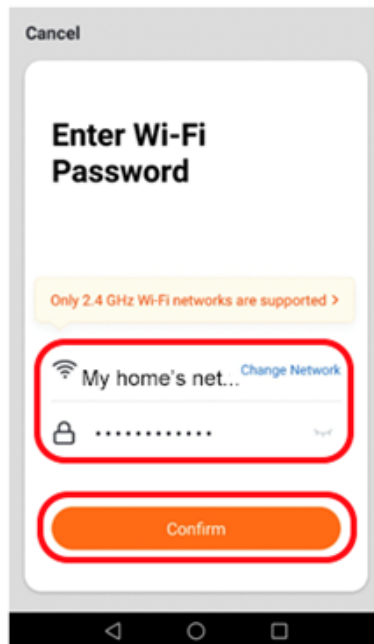 Cancel
Enter Wi-Fi
Password
Only 2.4 GHz Wi-Fi networks are supported >
My home's net... Change Network
............
Confirm